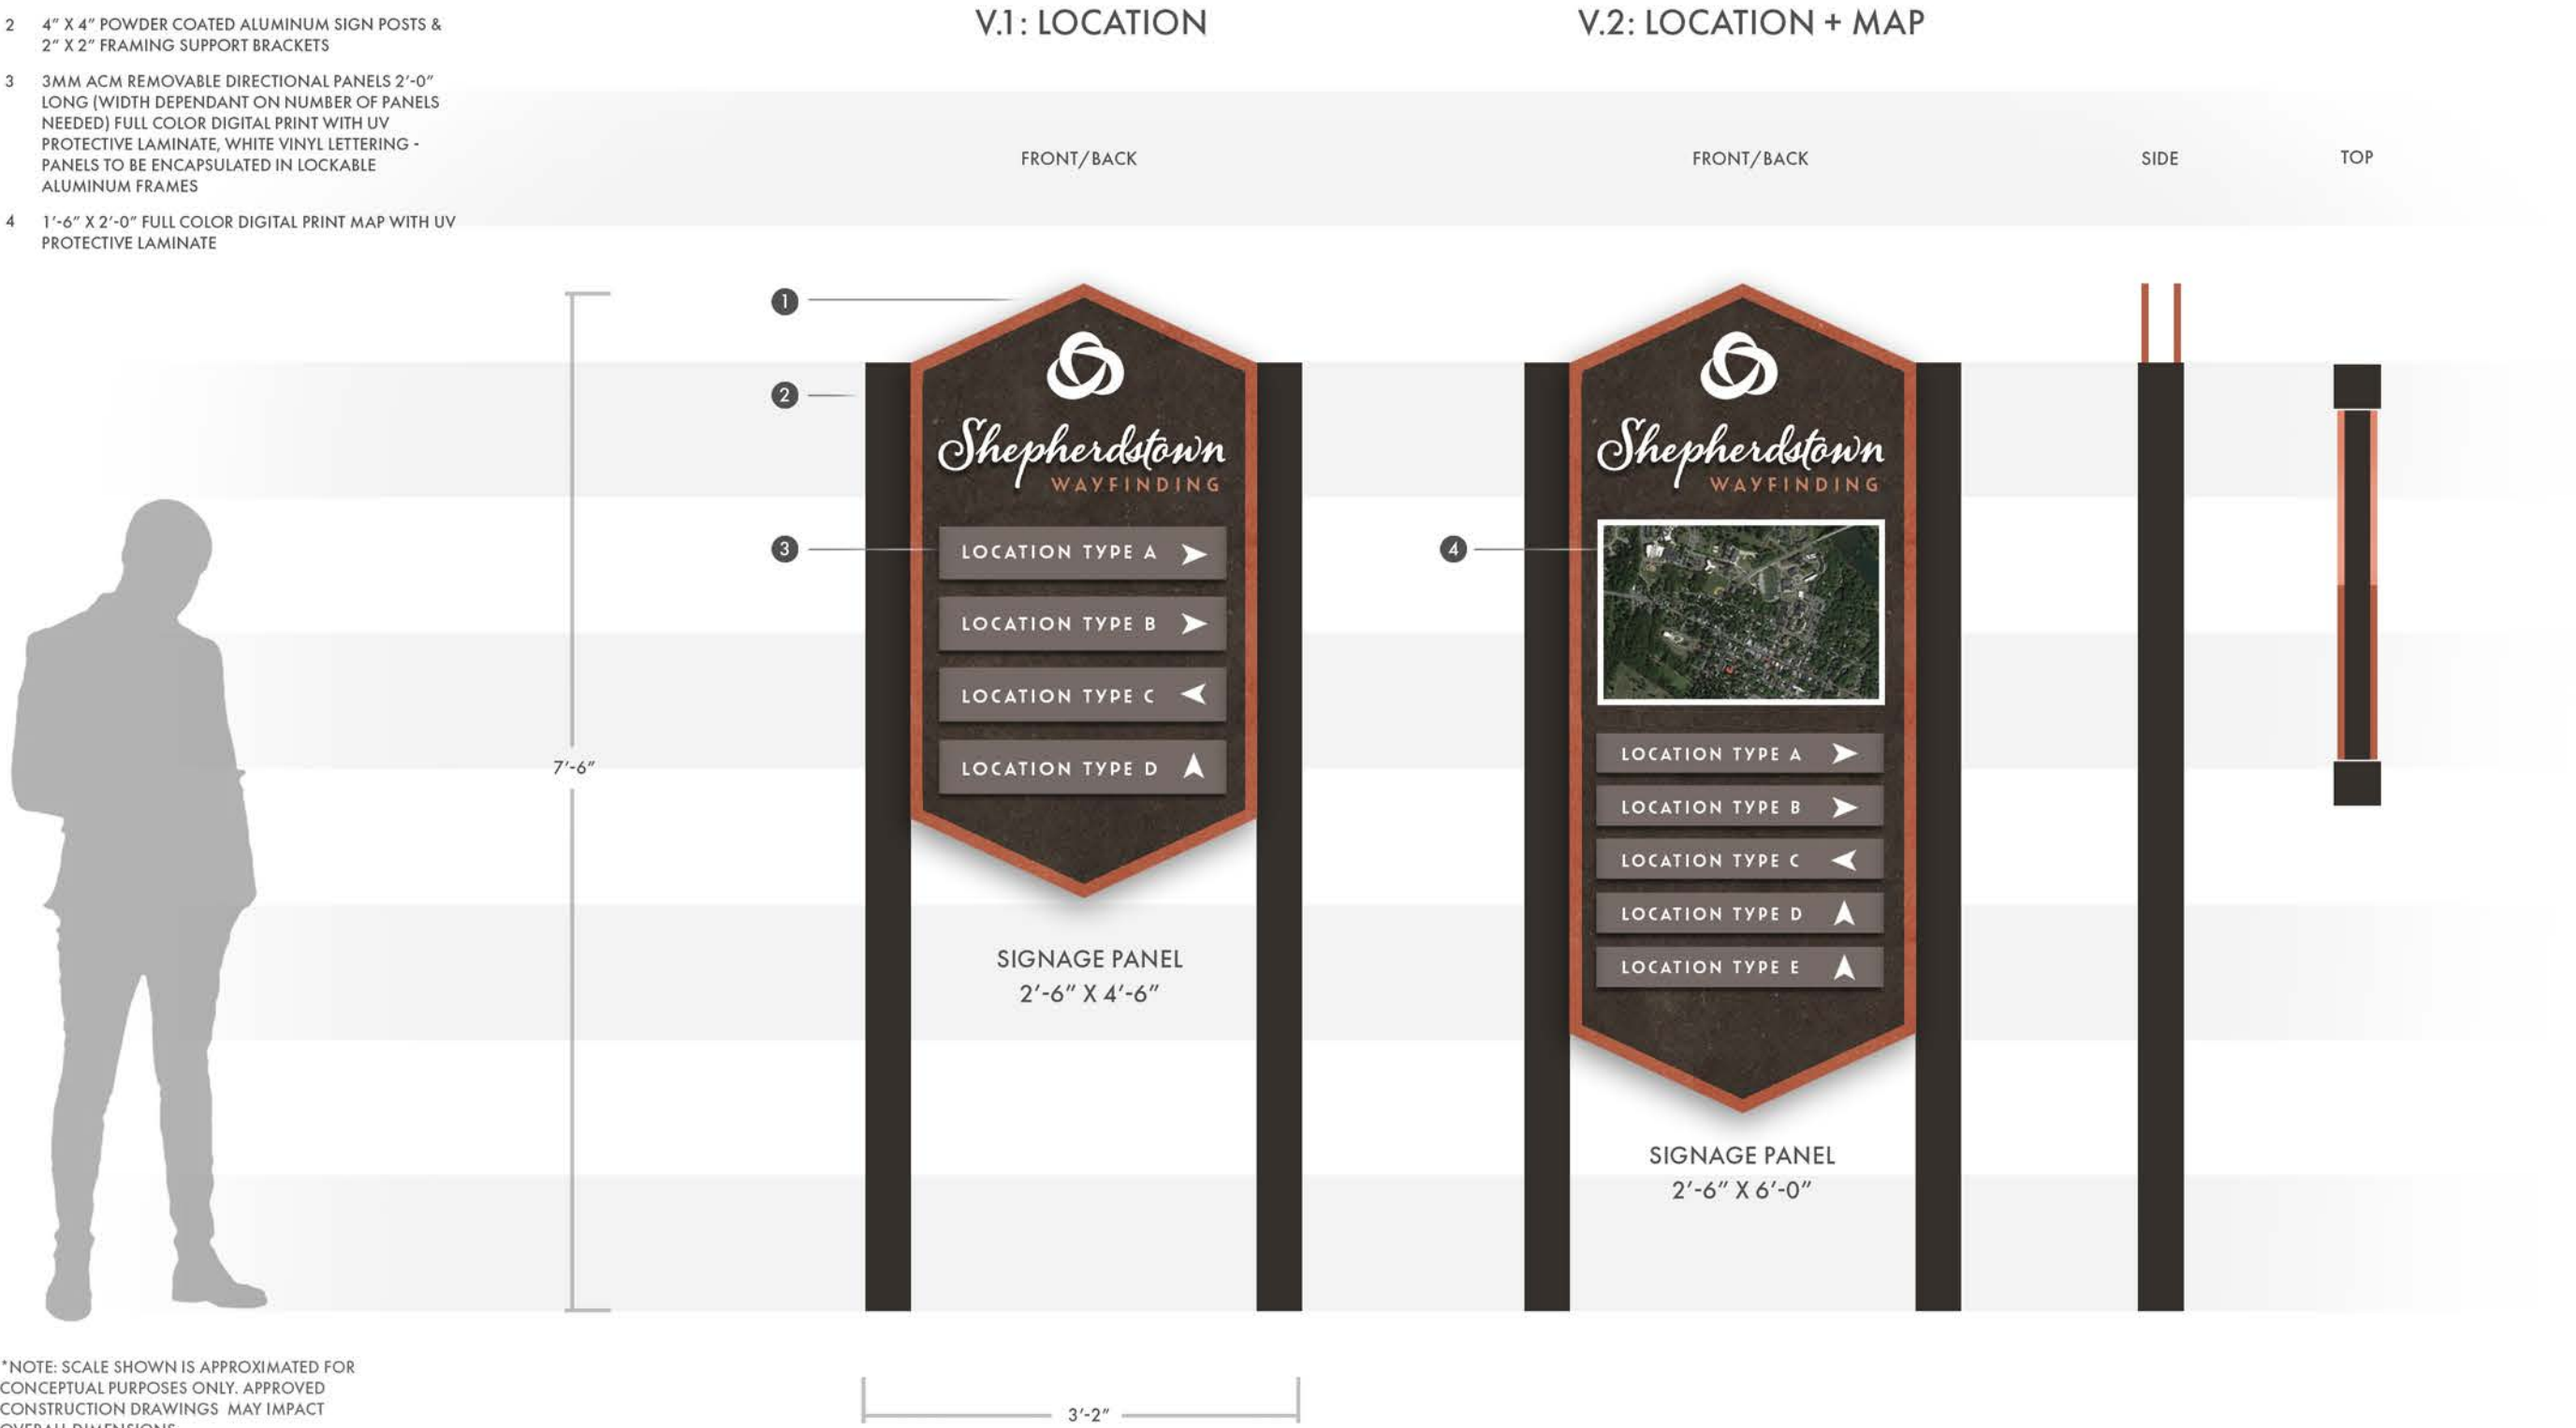 2 4" X 4" POWDER COATED ALUMINUM SIGN POSTS &
2" X 2" FRAMING SUPPORT BRACKETS
3 3MM ACM REMOVABLE DIRECTIONAL PANELS 2'-0"
LONG (WIDTH DEPENDANT ON NUMBER OF PANELS
NEEDED) FULL COLOR DIGITAL PRINT WITH UV
PROTECTIVE LAMINATE, WHITE VINYL LETTERING -
PANELS TO BE ENCAPSULATED IN LOCKABLE
ALUMINUM FRAMES
4 1'-6" X 2'-0" FULL COLOR DIGITAL PRINT MAP WITH UV
PROTECTIVE LAMINATE
V.1: LOCATION
FRONT/BACK
7'-6"
1
2
3
Shepherdstown
WAYFINDING
LOCATION TYPE A
LOCATION TYPE B
LOCATION TYPE C
LOCATION TYPE D
SIGNAGE PANEL
2'-6" X 4'-6"
3'-2"
V.2: LOCATION + MAP
FRONT/BACK
4
Shepherdstown
WAYFINDING
LOCATION TYPE A
LOCATION TYPE B
LOCATION TYPE C
LOCATION TYPE D
LOCATION TYPE E
SIGNAGE PANEL
2'-6" X 6'-0"
SIDE
TOP
*NOTE: SCALE SHOWN IS APPROXIMATED FOR
CONCEPTUAL PURPOSES ONLY. APPROVED
CONSTRUCTION DRAWINGS MAY IMPACT
OVERALL DIMENSIONS